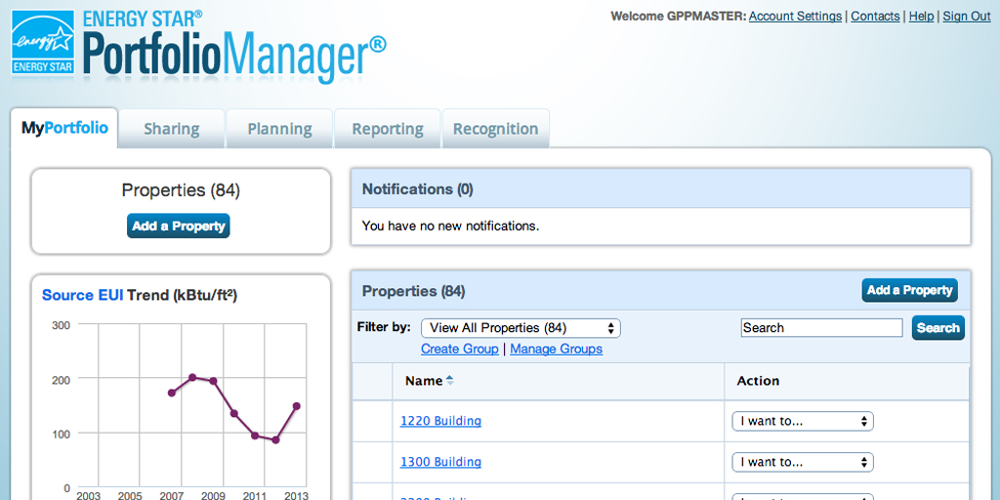 Welcome GPPMASTER: Account Settings | Contacts | Help | Sign Out
energy
ENERGY STAR
ENERGY STAR®
PortfolioManager®
MyPortfolio
Sharing
Planning
Reporting
Recognition
Properties (84)
Add a Property
Notifications (0)
You have no new notifications.
Source EUI Trend (kBtu/ft²)
300
200
100
0
2003 2005 2007 2009 2011 2013
Properties (84)
Add a Property
Filter by: View All Properties (84)
Search Search
Create Group | Manage Groups
Name Action
1220 Building I want to...
1300 Building I want to...